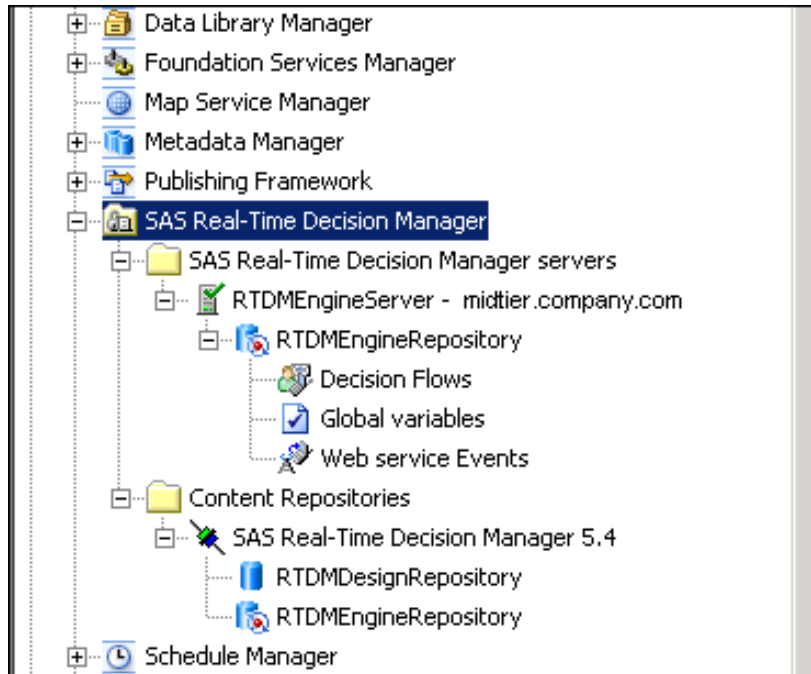 Data Library Manager
Foundation Services Manager
Map Service Manager
Metadata Manager
Publishing Framework
SAS Real-Time Decision Manager
SAS Real-Time Decision Manager servers
RTDMEngineServer - midtier.company.com
RTDMEngineRepository
Decision Flows
Global variables
Web service Events
Content Repositories
SAS Real-Time Decision Manager 5.4
RTDMDesignRepository
RTDMEngineRepository
Schedule Manager